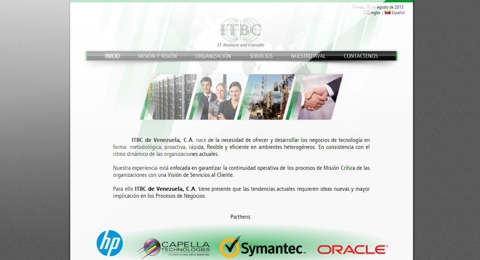 de Agosto de 2013
Ingles | Español
ITBC
IT Business and Consults
INICIO MISIÓN Y VISIÓN ORGANIZACIÓN SERVICIOS NUESTRO AVAL CONTACTENOS
ITBC de Venezuela, C.A. nace de la necesidad de ofrecer y desarrollar los negocios de tecnología en
forma: metodológica, proactiva, rápida, flexible y eficiente en ambientes heterogéneos. En consistencia con el
ritmo dinámico de las organizaciones actuales.
Nuestra experiencia está enfocada en garantizar la continuidad operativa de los procesos de Misión Crítica de las
organizaciones con una Visión de Servicios al Cliente.
Para ello ITBC de Venezuela, C.A. tiene presente que las tendencias actuales requieren ideas nuevas y mayor
implicación en los Procesos de Negocios.
Parthens:
hp CAPELLA TECHNOLOGIES Symantec. ORACLE